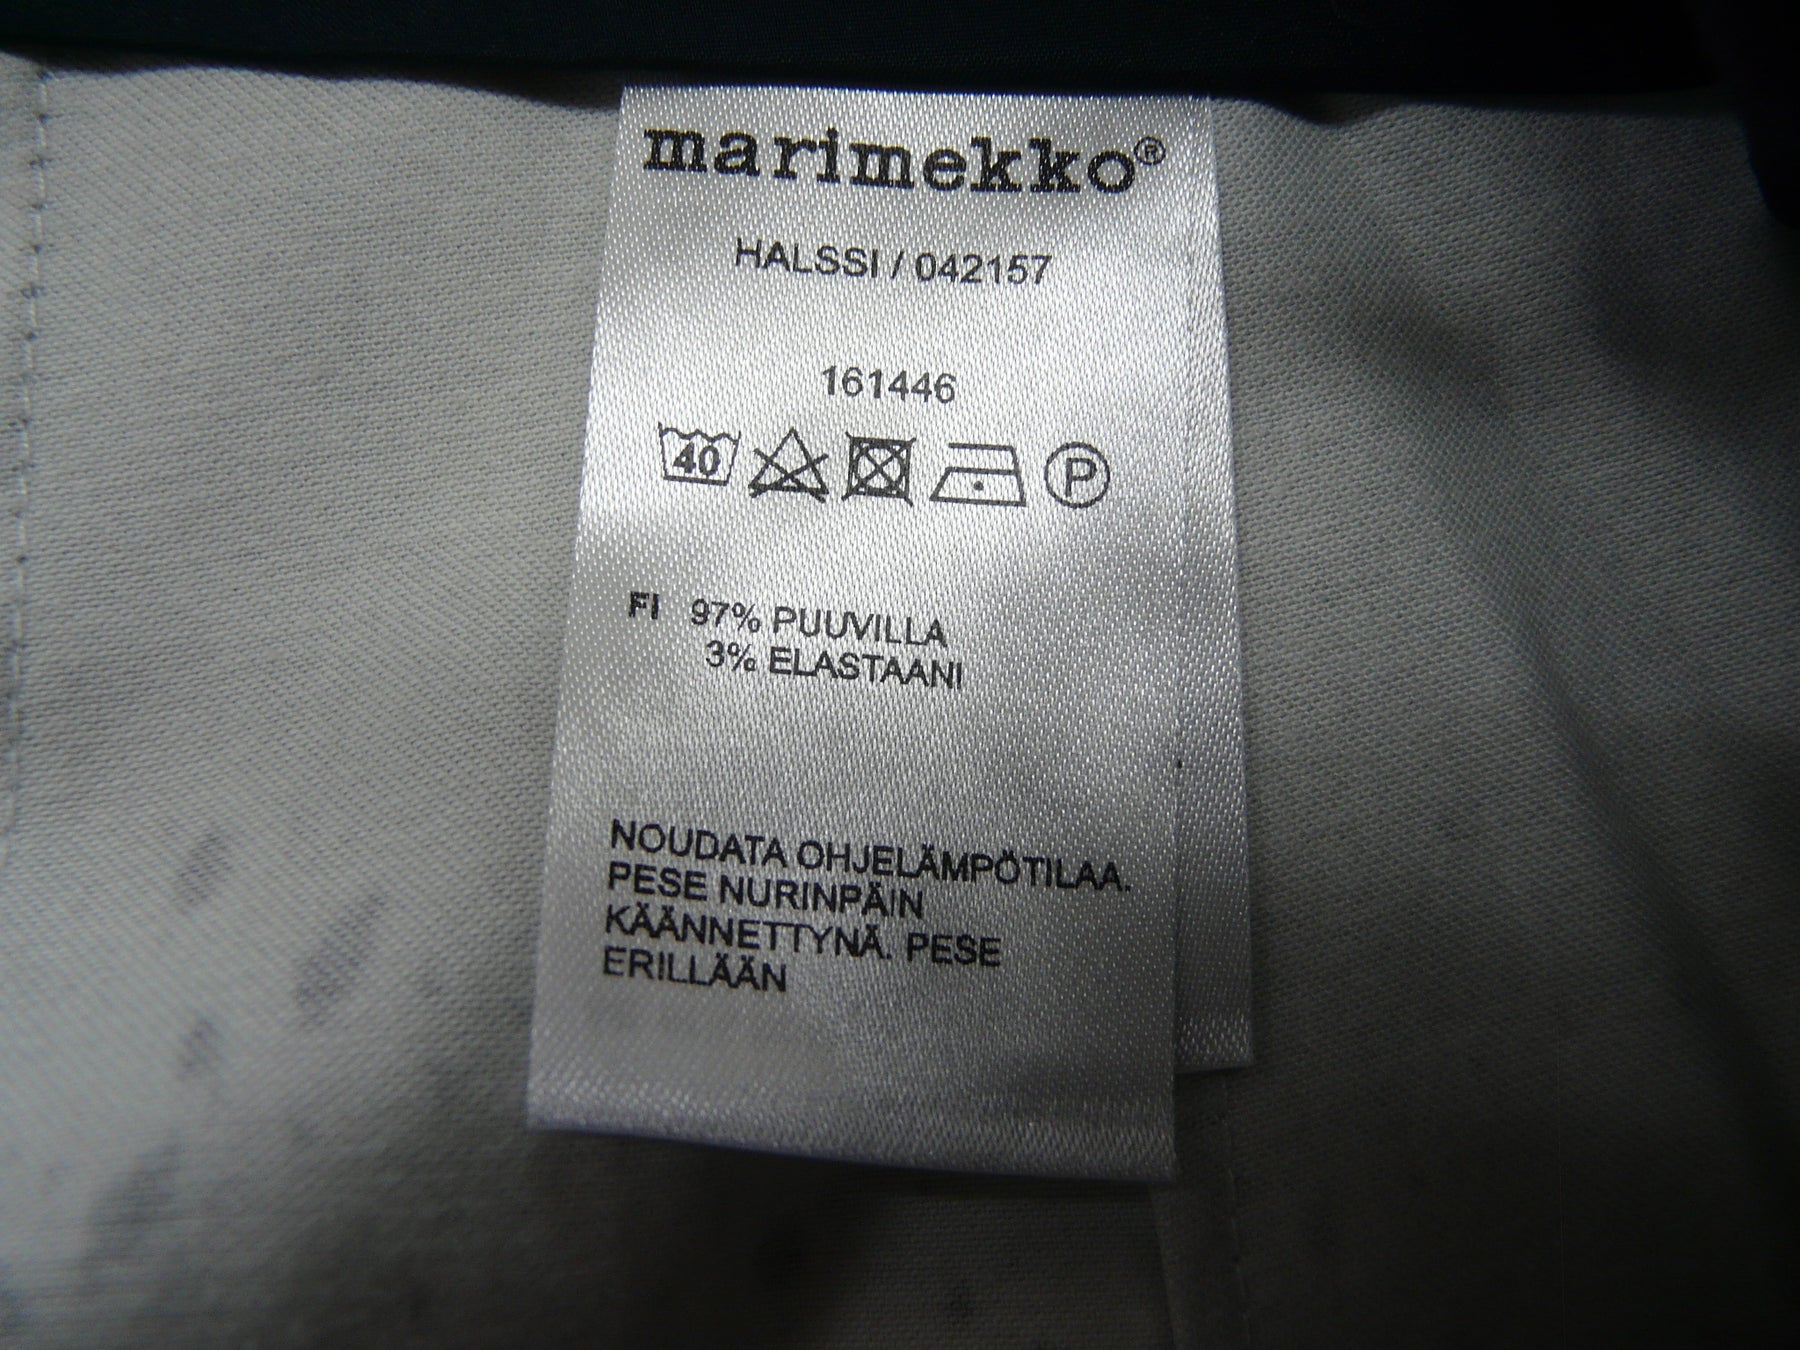 marimekko®
HALSSI / 042157
161446
40 P
FI 97% PUUVILLA
3% ELASTAANI
NOUDATA OHJELÄMPÖTILAA.
PESE NURINPÄIN
KÄÄNNETTYNÄ. PESE
ERILLÄÄN